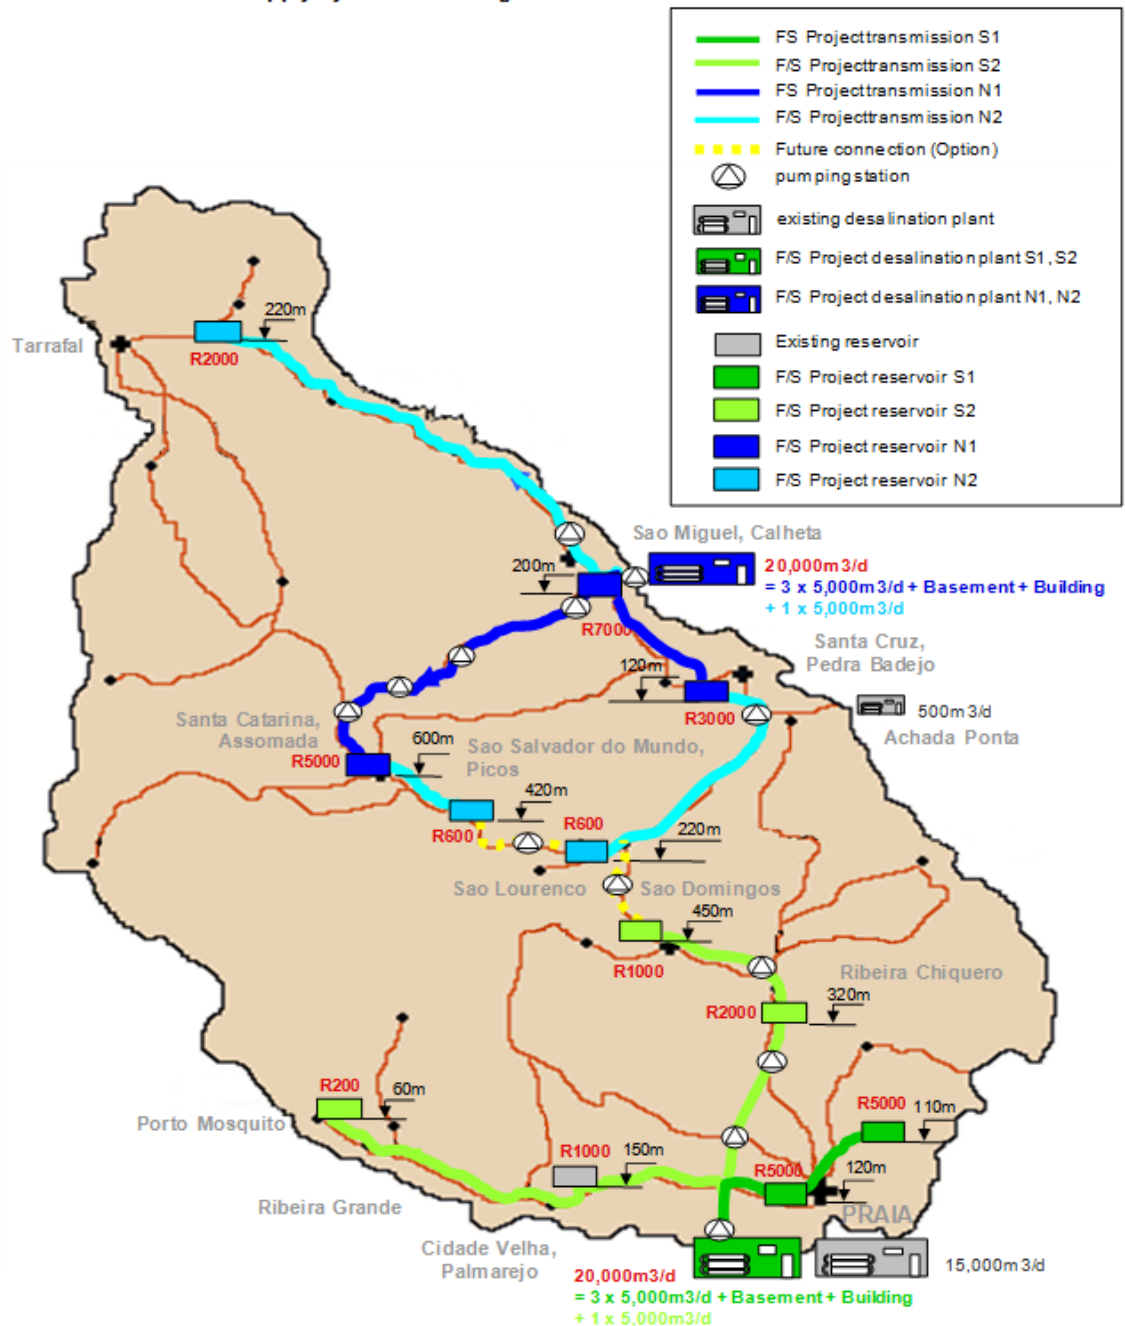 FS Projecttransmission S1
F/S Projecttransmission S2
FS Projecttransmission N1
F/S Projecttransmission N2
Future connection (Option)
pumping station
existing desalination plant
F/S Project desalination plant S1, S2
F/S Project desalination plant N1, N2
Existing reservoir
F/S Project reservoir S1
F/S Project reservoir S2
F/S Project reservoir N1
F/S Project reservoir N2
220m
Tarrafal
R2000
Sao Miguel, Calheta
200m
20,000m3/d
= 3 x 5,000m3/d + Basement + Building
+ 1 x 5,000m3/d
R7000
Santa Cruz,
Pedra Badejo
120m
R3000
500m3/d
Achada Ponta
Santa Catarina,
Assomada
R5000
600m
Sao Salvador do Mundo,
Picos
420m
R600
R600
220m
Sao Lourenco
Sao Domingos
450m
R1000
Ribeira Chiquero
R2000
320m
R200
60m
Porto Mosquito
R5000
110m
R1000
150m
R5000
120m
Ribeira Grande
PRAIA
Cidade Velha,
Palmarejo
15,000m3/d
20,000m3/d
= 3 x 5,000m3/d + Basement + Building
+ 1 x 5,000m3/d